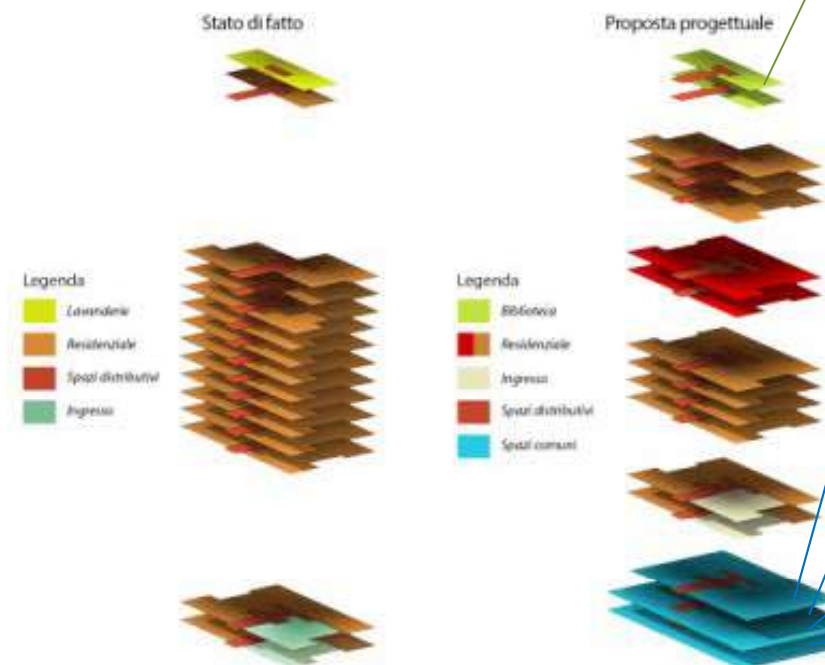 Stato di fatto
Proposta progettuale
Legenda
Lavanderie
Residenziale
Spazi distributivi
Ingresso
Legenda
Biblioteca
Residenziale
Ingresso
Spazi distributivi
Spazi comuni